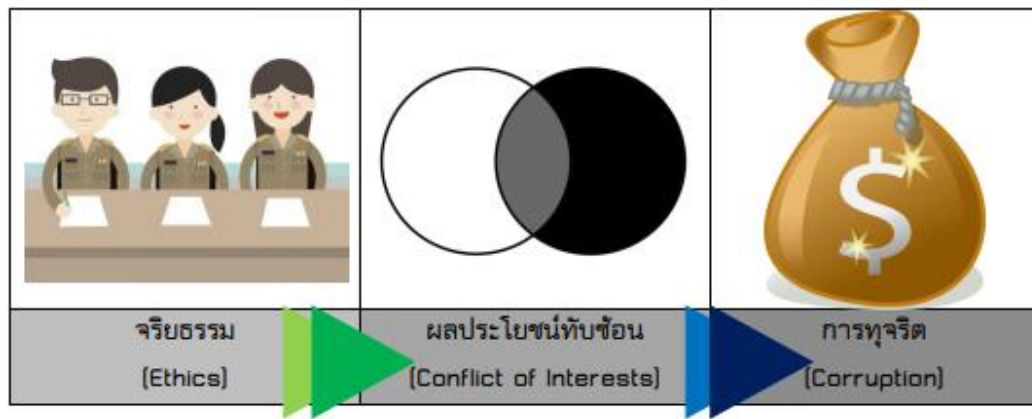 จริยธรรม
(Ethics)
ผลประโยชน์ทับซ้อน
(Conflict of Interests)
การทุจริต
(Corruption)
$